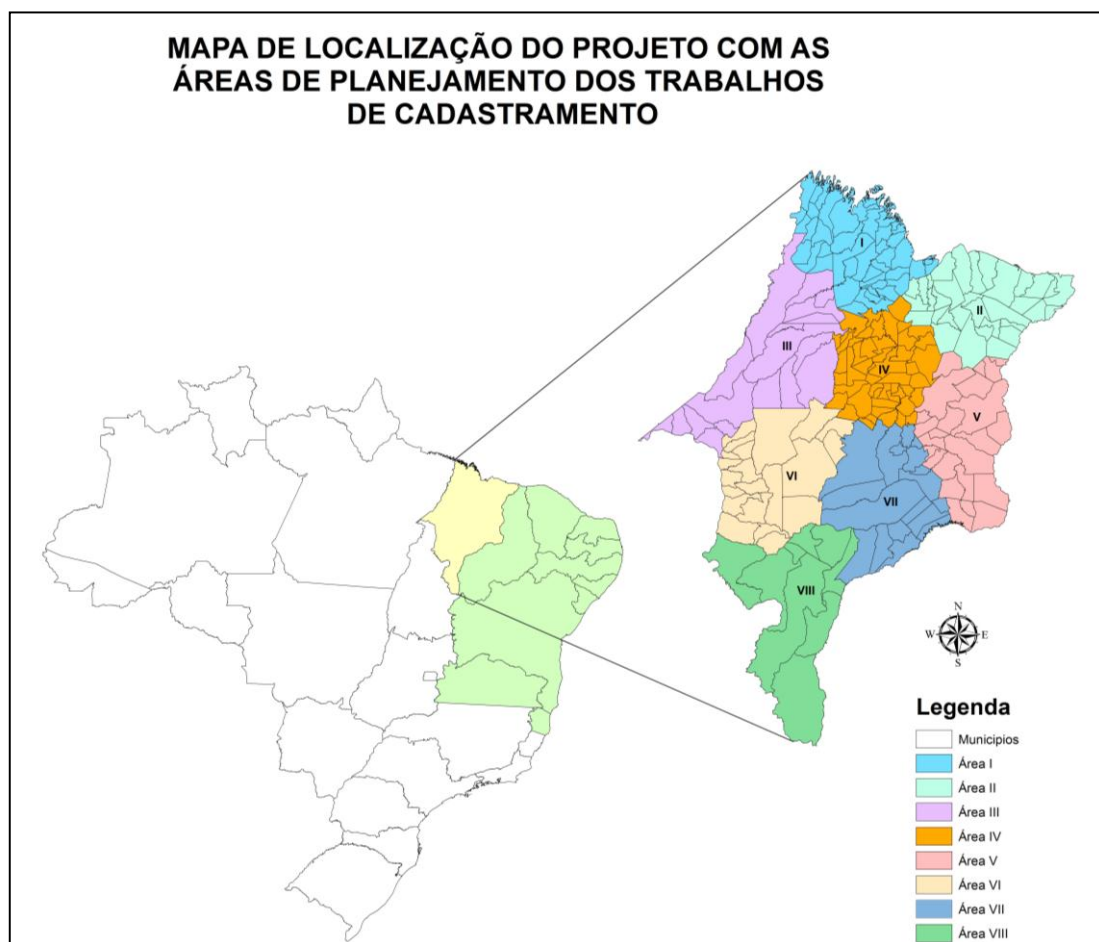 MAPA DE LOCALIZAÇÃO DO PROJETO COM AS
ÁREAS DE PLANEJAMENTO DOS TRABALHOS
DE CADASTRAMENTO
I
II
III
IV
V
VI
VII
VIII
N
W E
S
Legenda
Municipios
Área I
Área II
Área III
Área IV
Área V
Área VI
Área VII
Área VIII